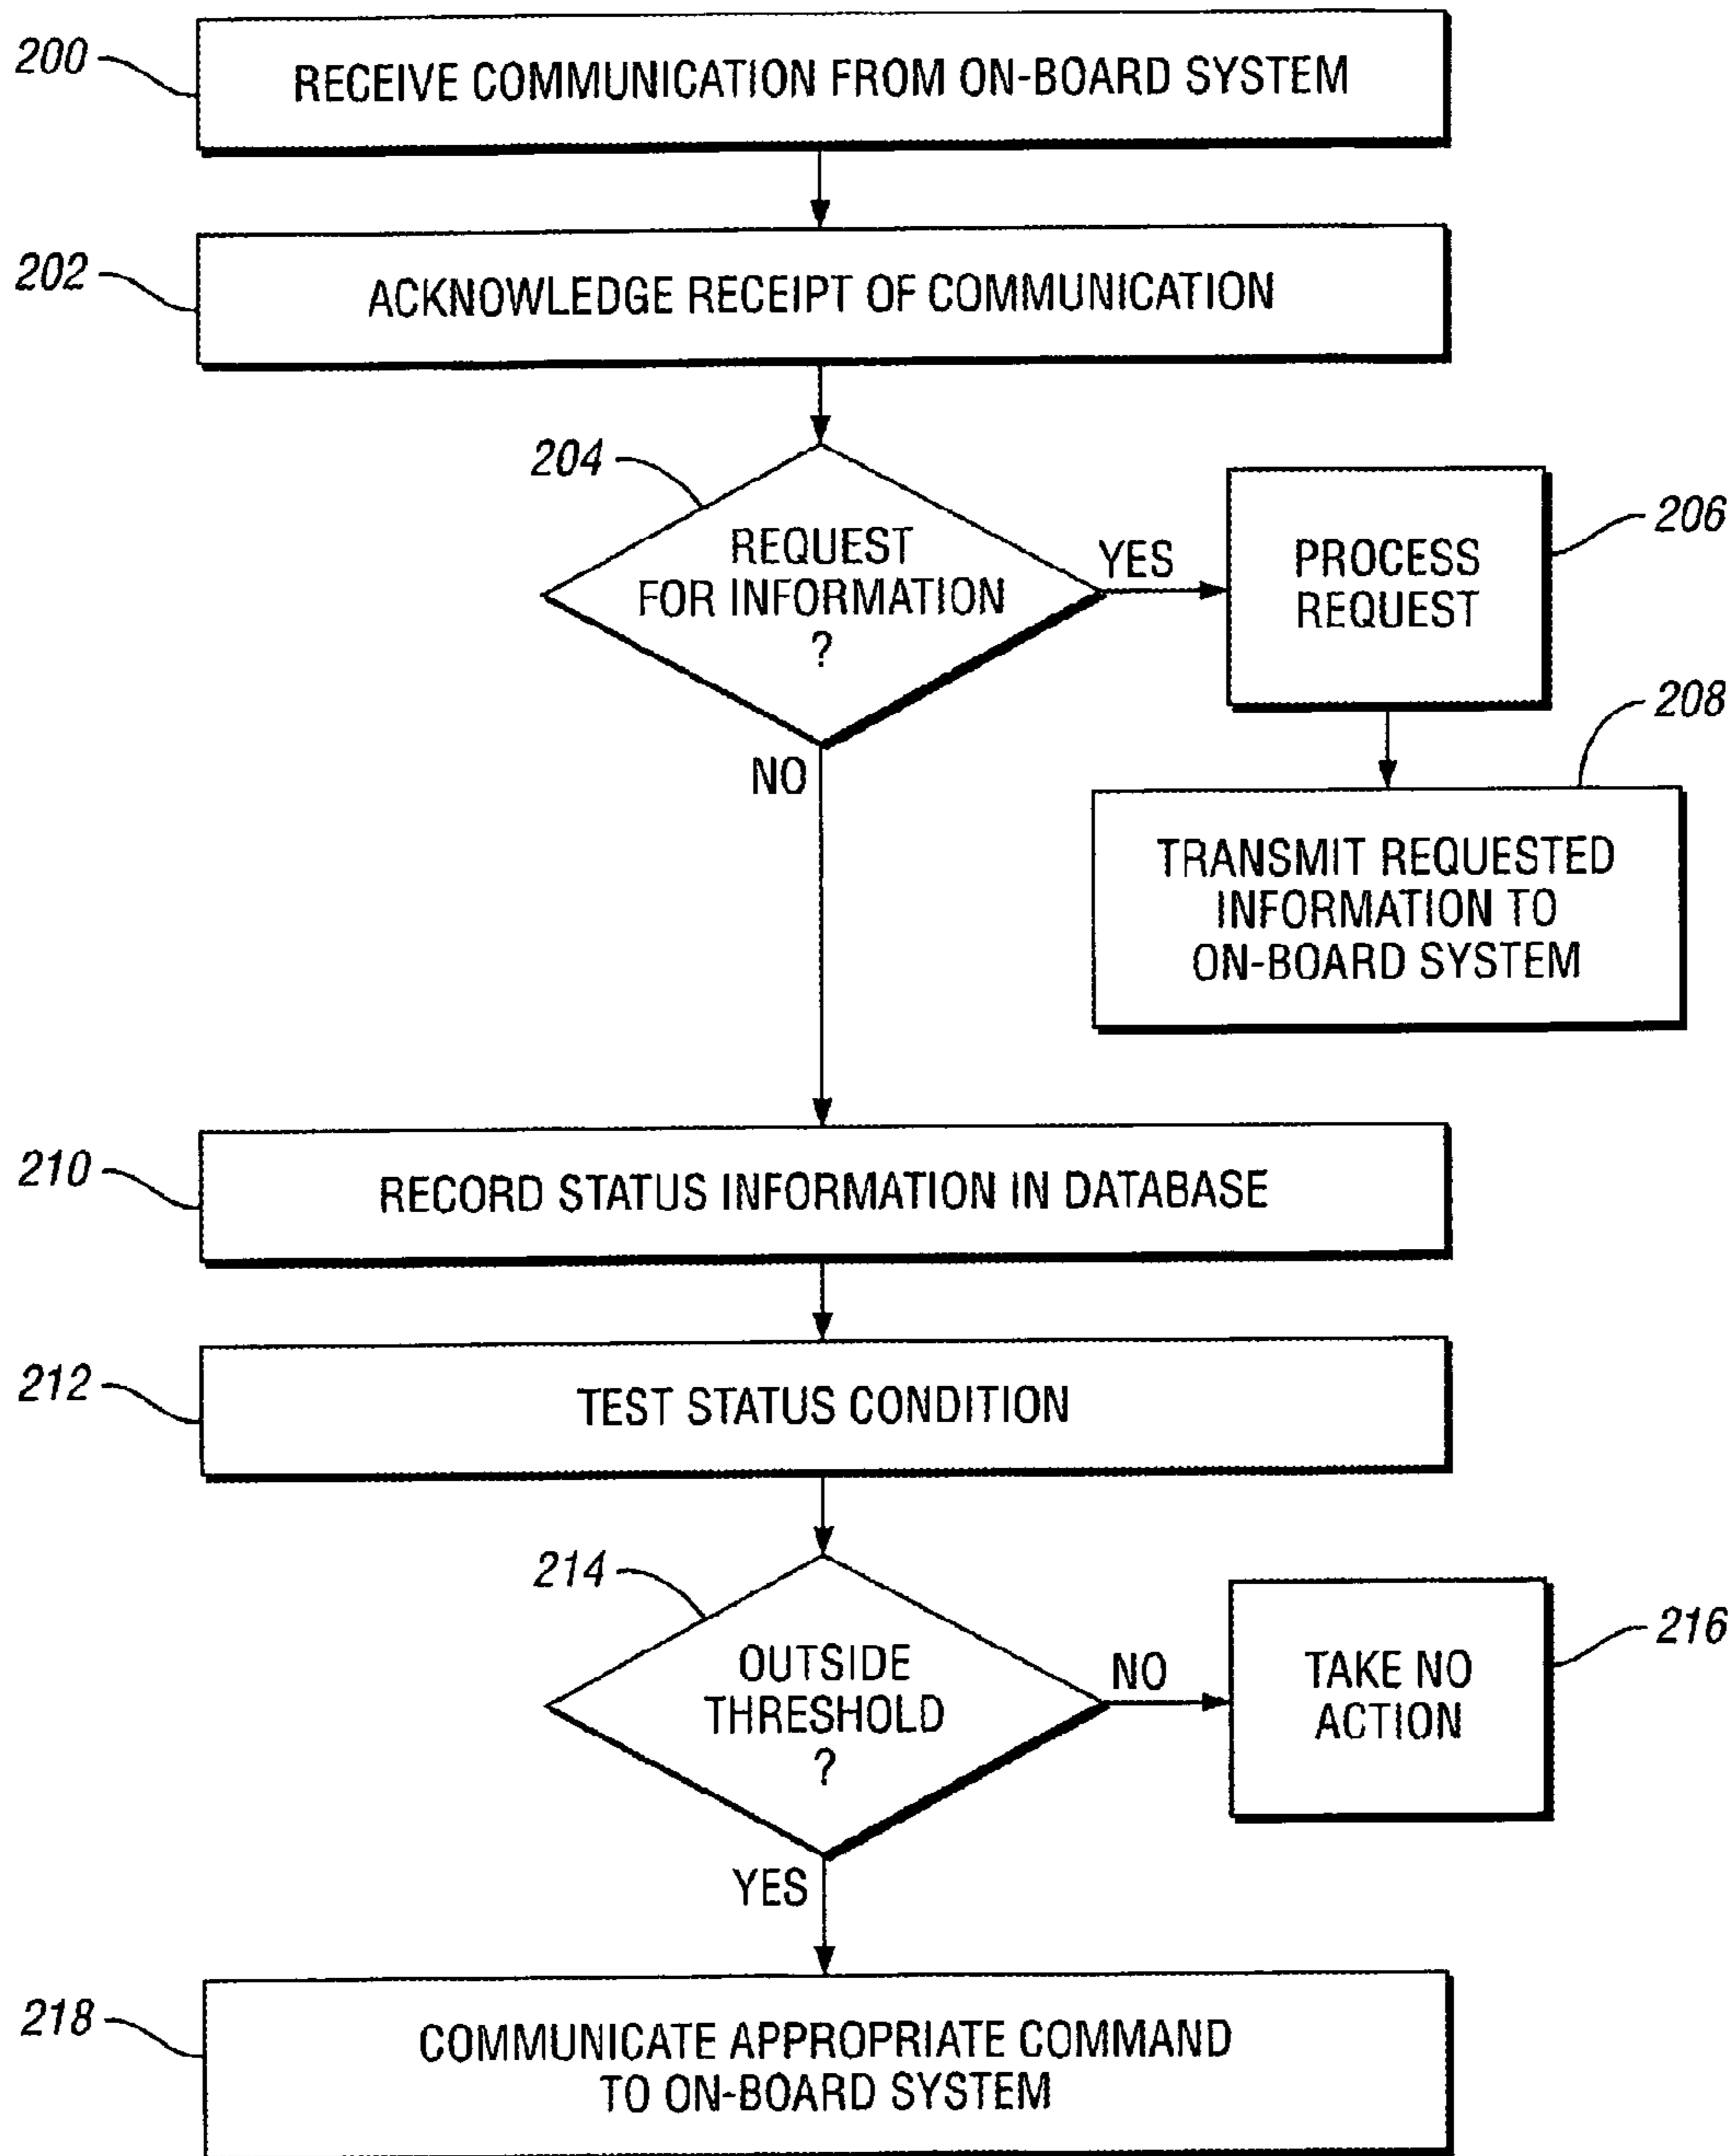 200
RECEIVE COMMUNICATION FROM ON-BOARD SYSTEM
202
ACKNOWLEDGE RECEIPT OF COMMUNICATION
204
REQUEST
FOR INFORMATION
?
YES
206
PROCESS
REQUEST
NO
208
TRANSMIT REQUESTED
INFORMATION TO
ON-BOARD SYSTEM
210
RECORD STATUS INFORMATION IN DATABASE
212
TEST STATUS CONDITION
214
OUTSIDE
THRESHOLD
?
NO
216
TAKE NO
ACTION
YES
218
COMMUNICATE APPROPRIATE COMMAND
TO ON-BOARD SYSTEM